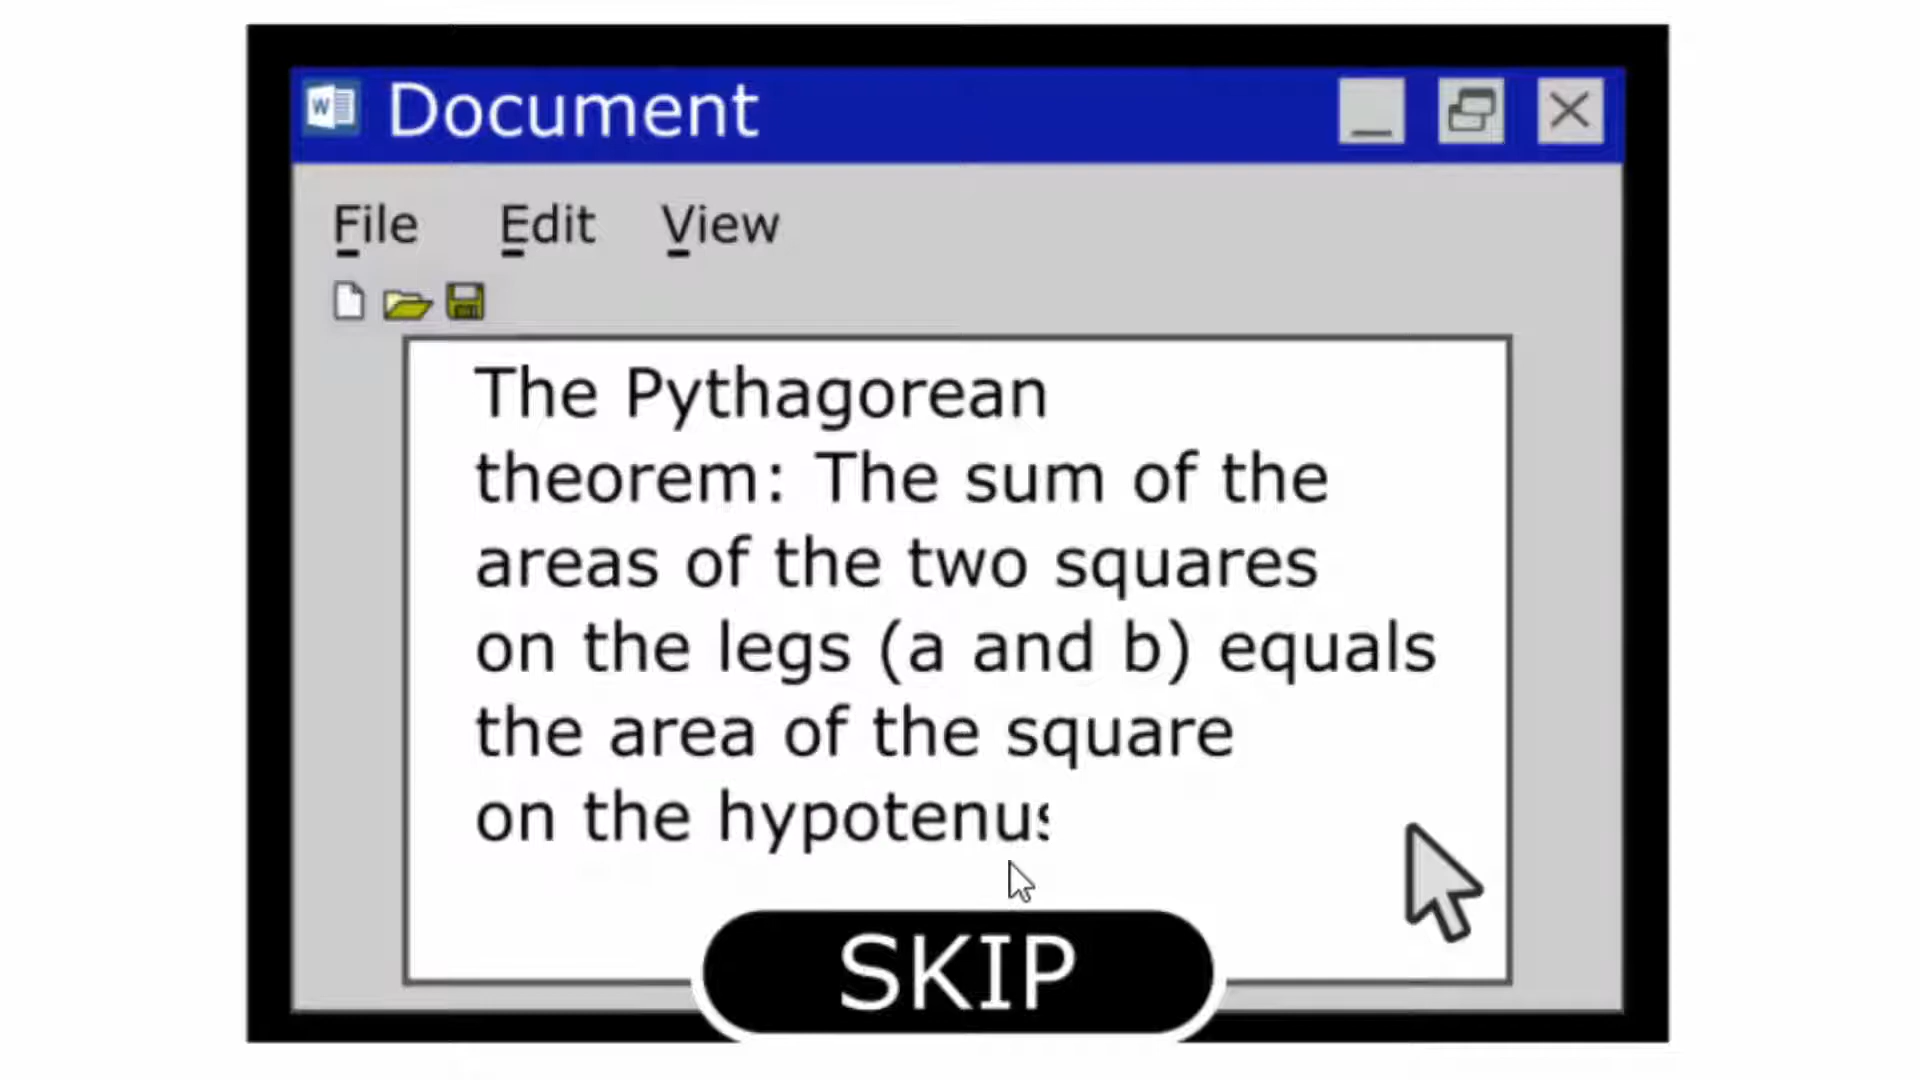 W Document
File Edit View
The Pythagorean
theorem: The sum of the
areas of the two squares
on the legs (a and b) equals
the area of the square
on the hypotenus
SKIP